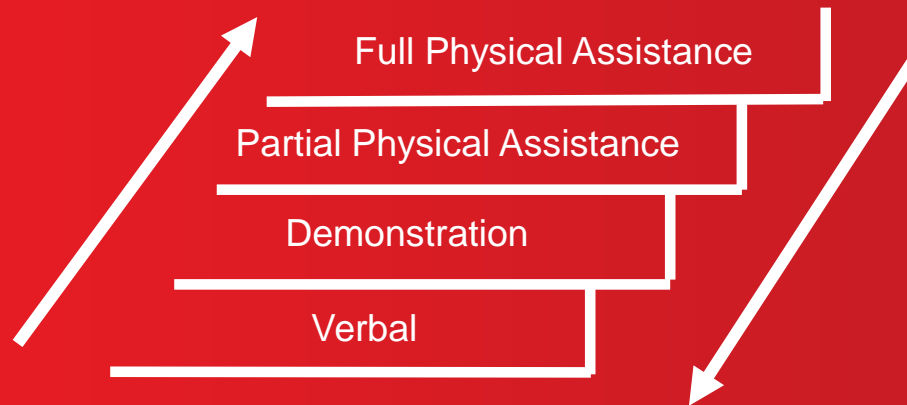 Full Physical Assistance
Partial Physical Assistance
Demonstration
Verbal